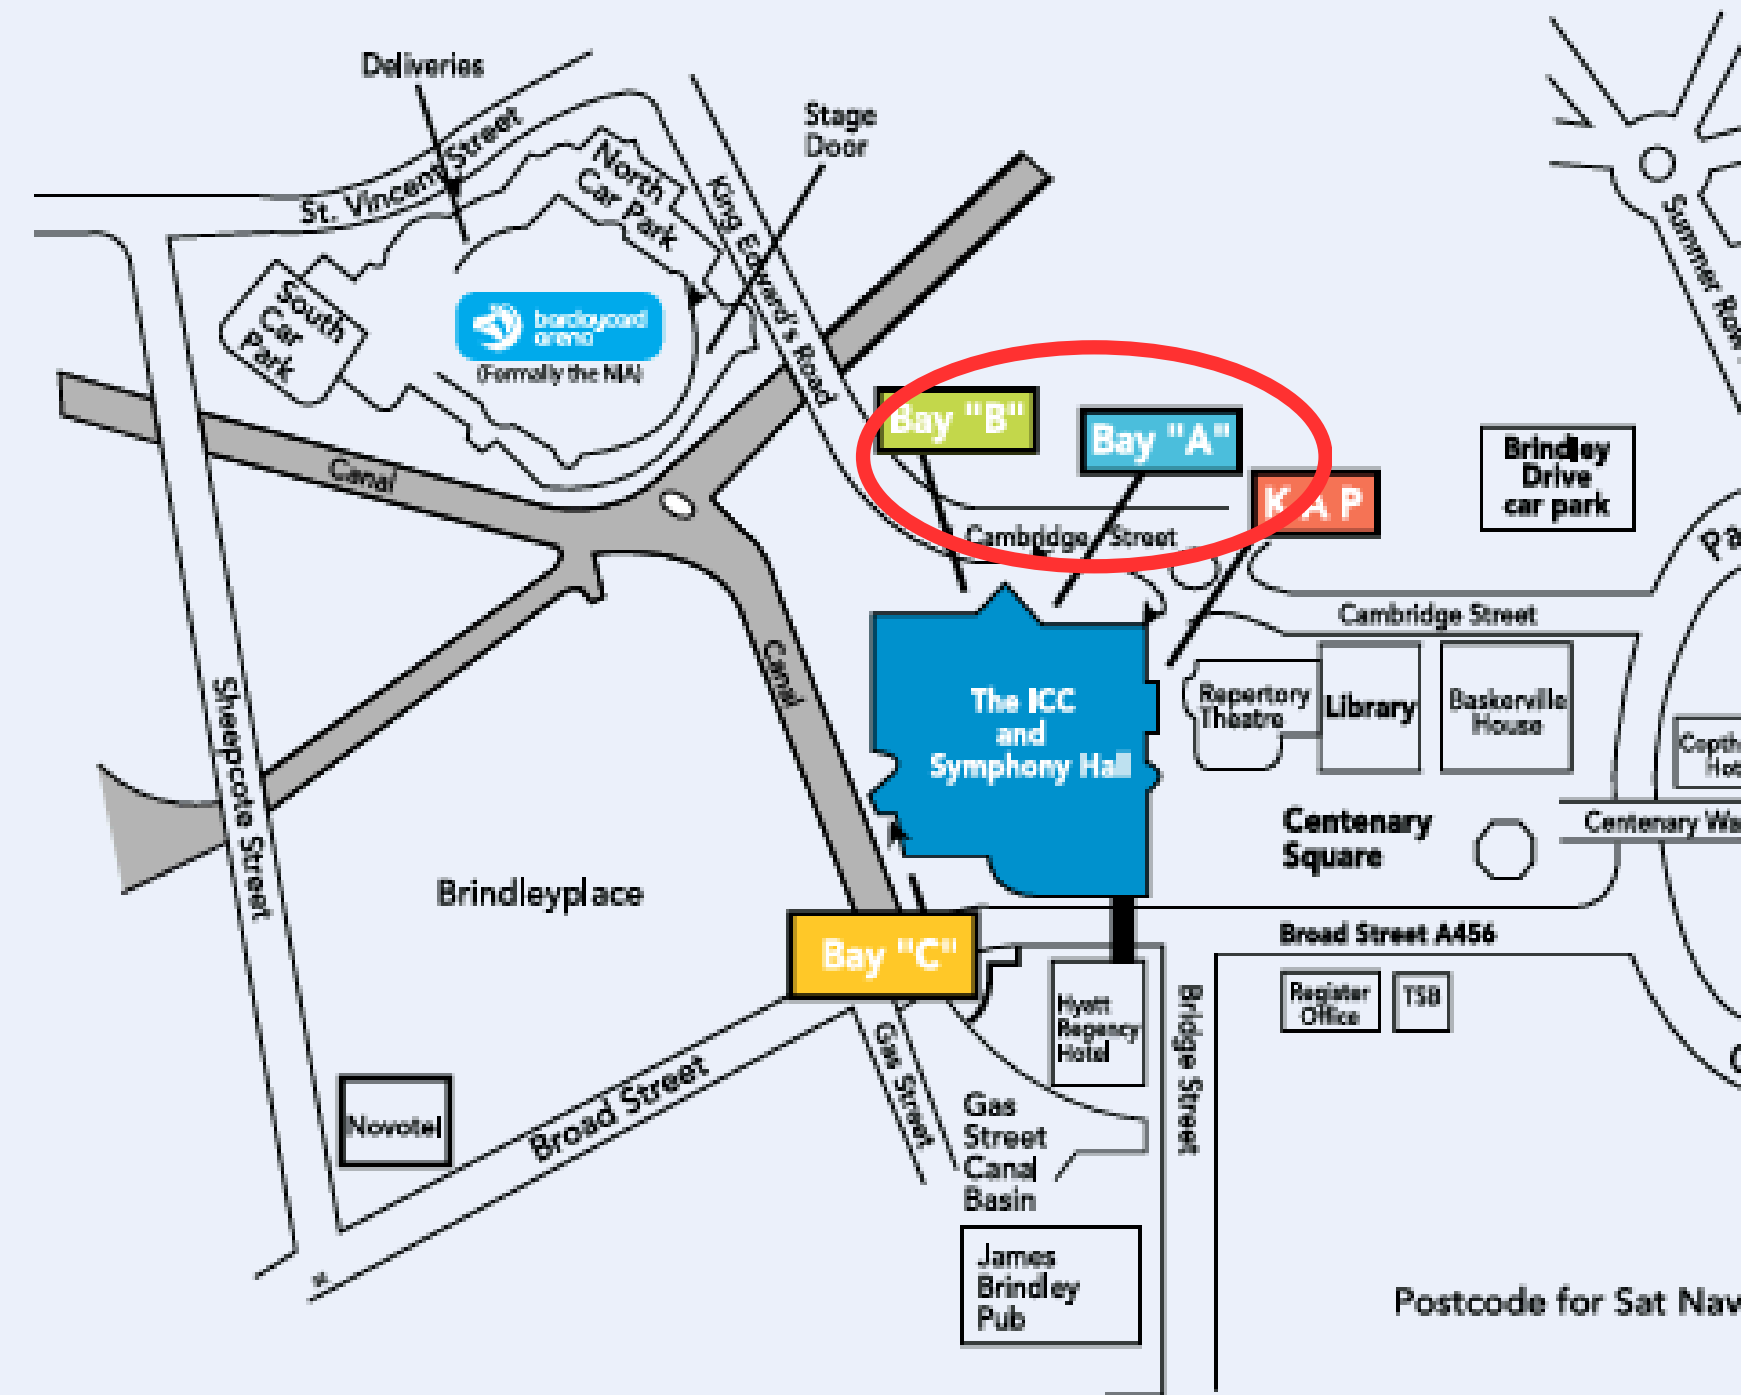 Deliveries
Stage
Door
St. Vincent Street
North
Car Park
King Edward's Road
Summer Row
South
Car
Park
barclaycard
arena
(Formally the NIA)
Bay "B"
Bay "A"
K A P
Brindley
Drive
car park
Canal
Cambridge Street
Cambridge Street
Canal
Sheepcote Street
The ICC
and
Symphony Hall
Repertory
Theatre
Library
Baskerville
House
Centenary
Square
Centenary
Brindleyplace
Bay "C"
Broad Street A456
Register
Office
TSB
Hyatt
Regency
Hotel
Bridge Street
Gas Street
Broad Street
Novotel
Gas
Street
Canal
Basin
James
Brindley
Pub
Postcode for Sat Nav